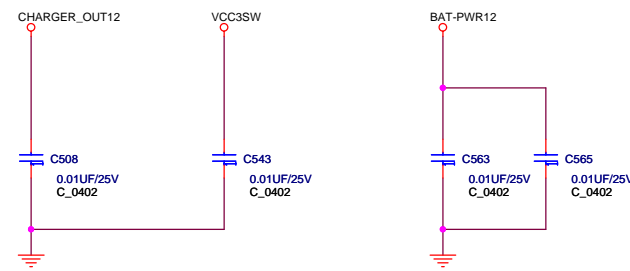 CHARGER_OUT12
VCC3SW
BAT-PWR12
C508
0.01UF/25V
C_0402
C543
0.01UF/25V
C_0402
C563
0.01UF/25V
C_0402
C565
0.01UF/25V
C_0402